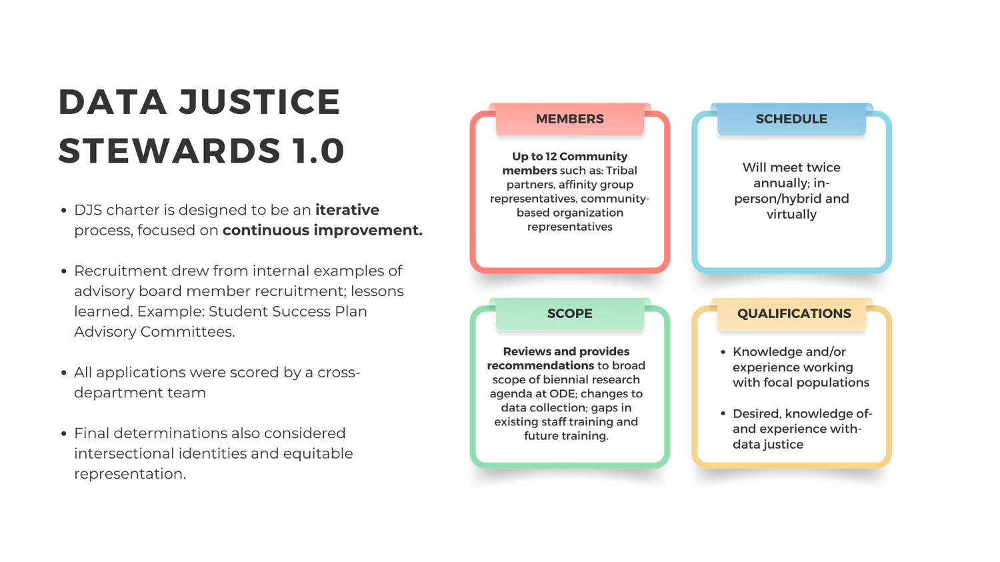 DATA JUSTICE
STEWARDS 1.0
• DJS charter is designed to be an iterative
process, focused on continuous improvement.
• Recruitment drew from internal examples of
advisory board member recruitment; lessons
learned. Example: Student Success Plan
Advisory Committees.
• All applications were scored by a cross-
department team
• Final determinations also considered
intersectional identities and equitable
representation.
MEMBERS
Up to 12 Community
members such as: Tribal
partners, affinity group
representatives, community-
based organization
representatives
SCHEDULE
Will meet twice
annually; in-
person/hybrid and
virtually
SCOPE
Reviews and provides
recommendations to broad
scope of biennial research
agenda at ODE; changes to
data collection; gaps in
existing staff training and
future training.
QUALIFICATIONS
• Knowledge and/or
experience working
with focal populations
• Desired, knowledge of-
and experience with-
data justice